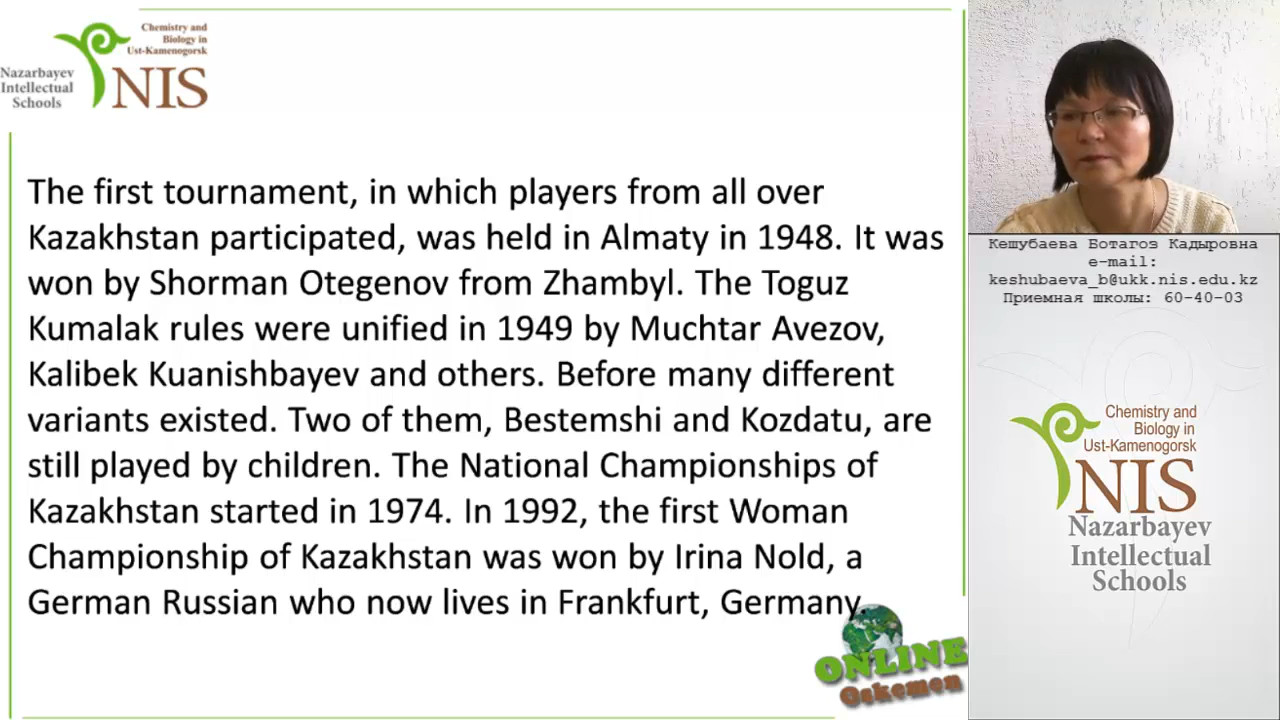 Chemistry and
Biology in
Ust-Kamenogorsk
Nazarbayev
Intellectual
Schools
NIS
The first tournament, in which players from all over
Kazakhstan participated, was held in Almaty in 1948. It was
won by Shorman Otegenov from Zhambyl. The Toguz
Kumalak rules were unified in 1949 by Muchtar Avezov,
Kalibek Kuanishbayev and others. Before many different
variants existed. Two of them, Bestemshi and Kozdatu, are
still played by children. The National Championships of
Kazakhstan started in 1974. In 1992, the first Woman
Championship of Kazakhstan was won by Irina Nold, a
German Russian who now lives in Frankfurt, Germany.
ONLINE
Oskemen
Кешубаева Ботагоз Кадыровна
e-mail:
keshubaeva_b@ukk.nis.edu.kz
Приемная школы: 60-40-03
Chemistry and
Biology in
Ust-Kamenogorsk
NIS
Nazarbayev
Intellectual
Schools